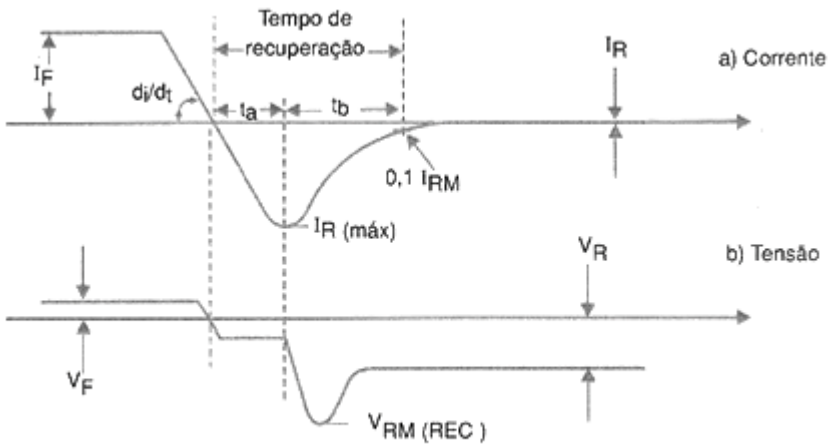 Tempo de
recuperação
I_F
d_i/d_t
t_a
t_b
I_R
a) Corrente
0,1 I_RM
I_R (máx)
V_R
b) Tensão
V_F
V_RM (REC )